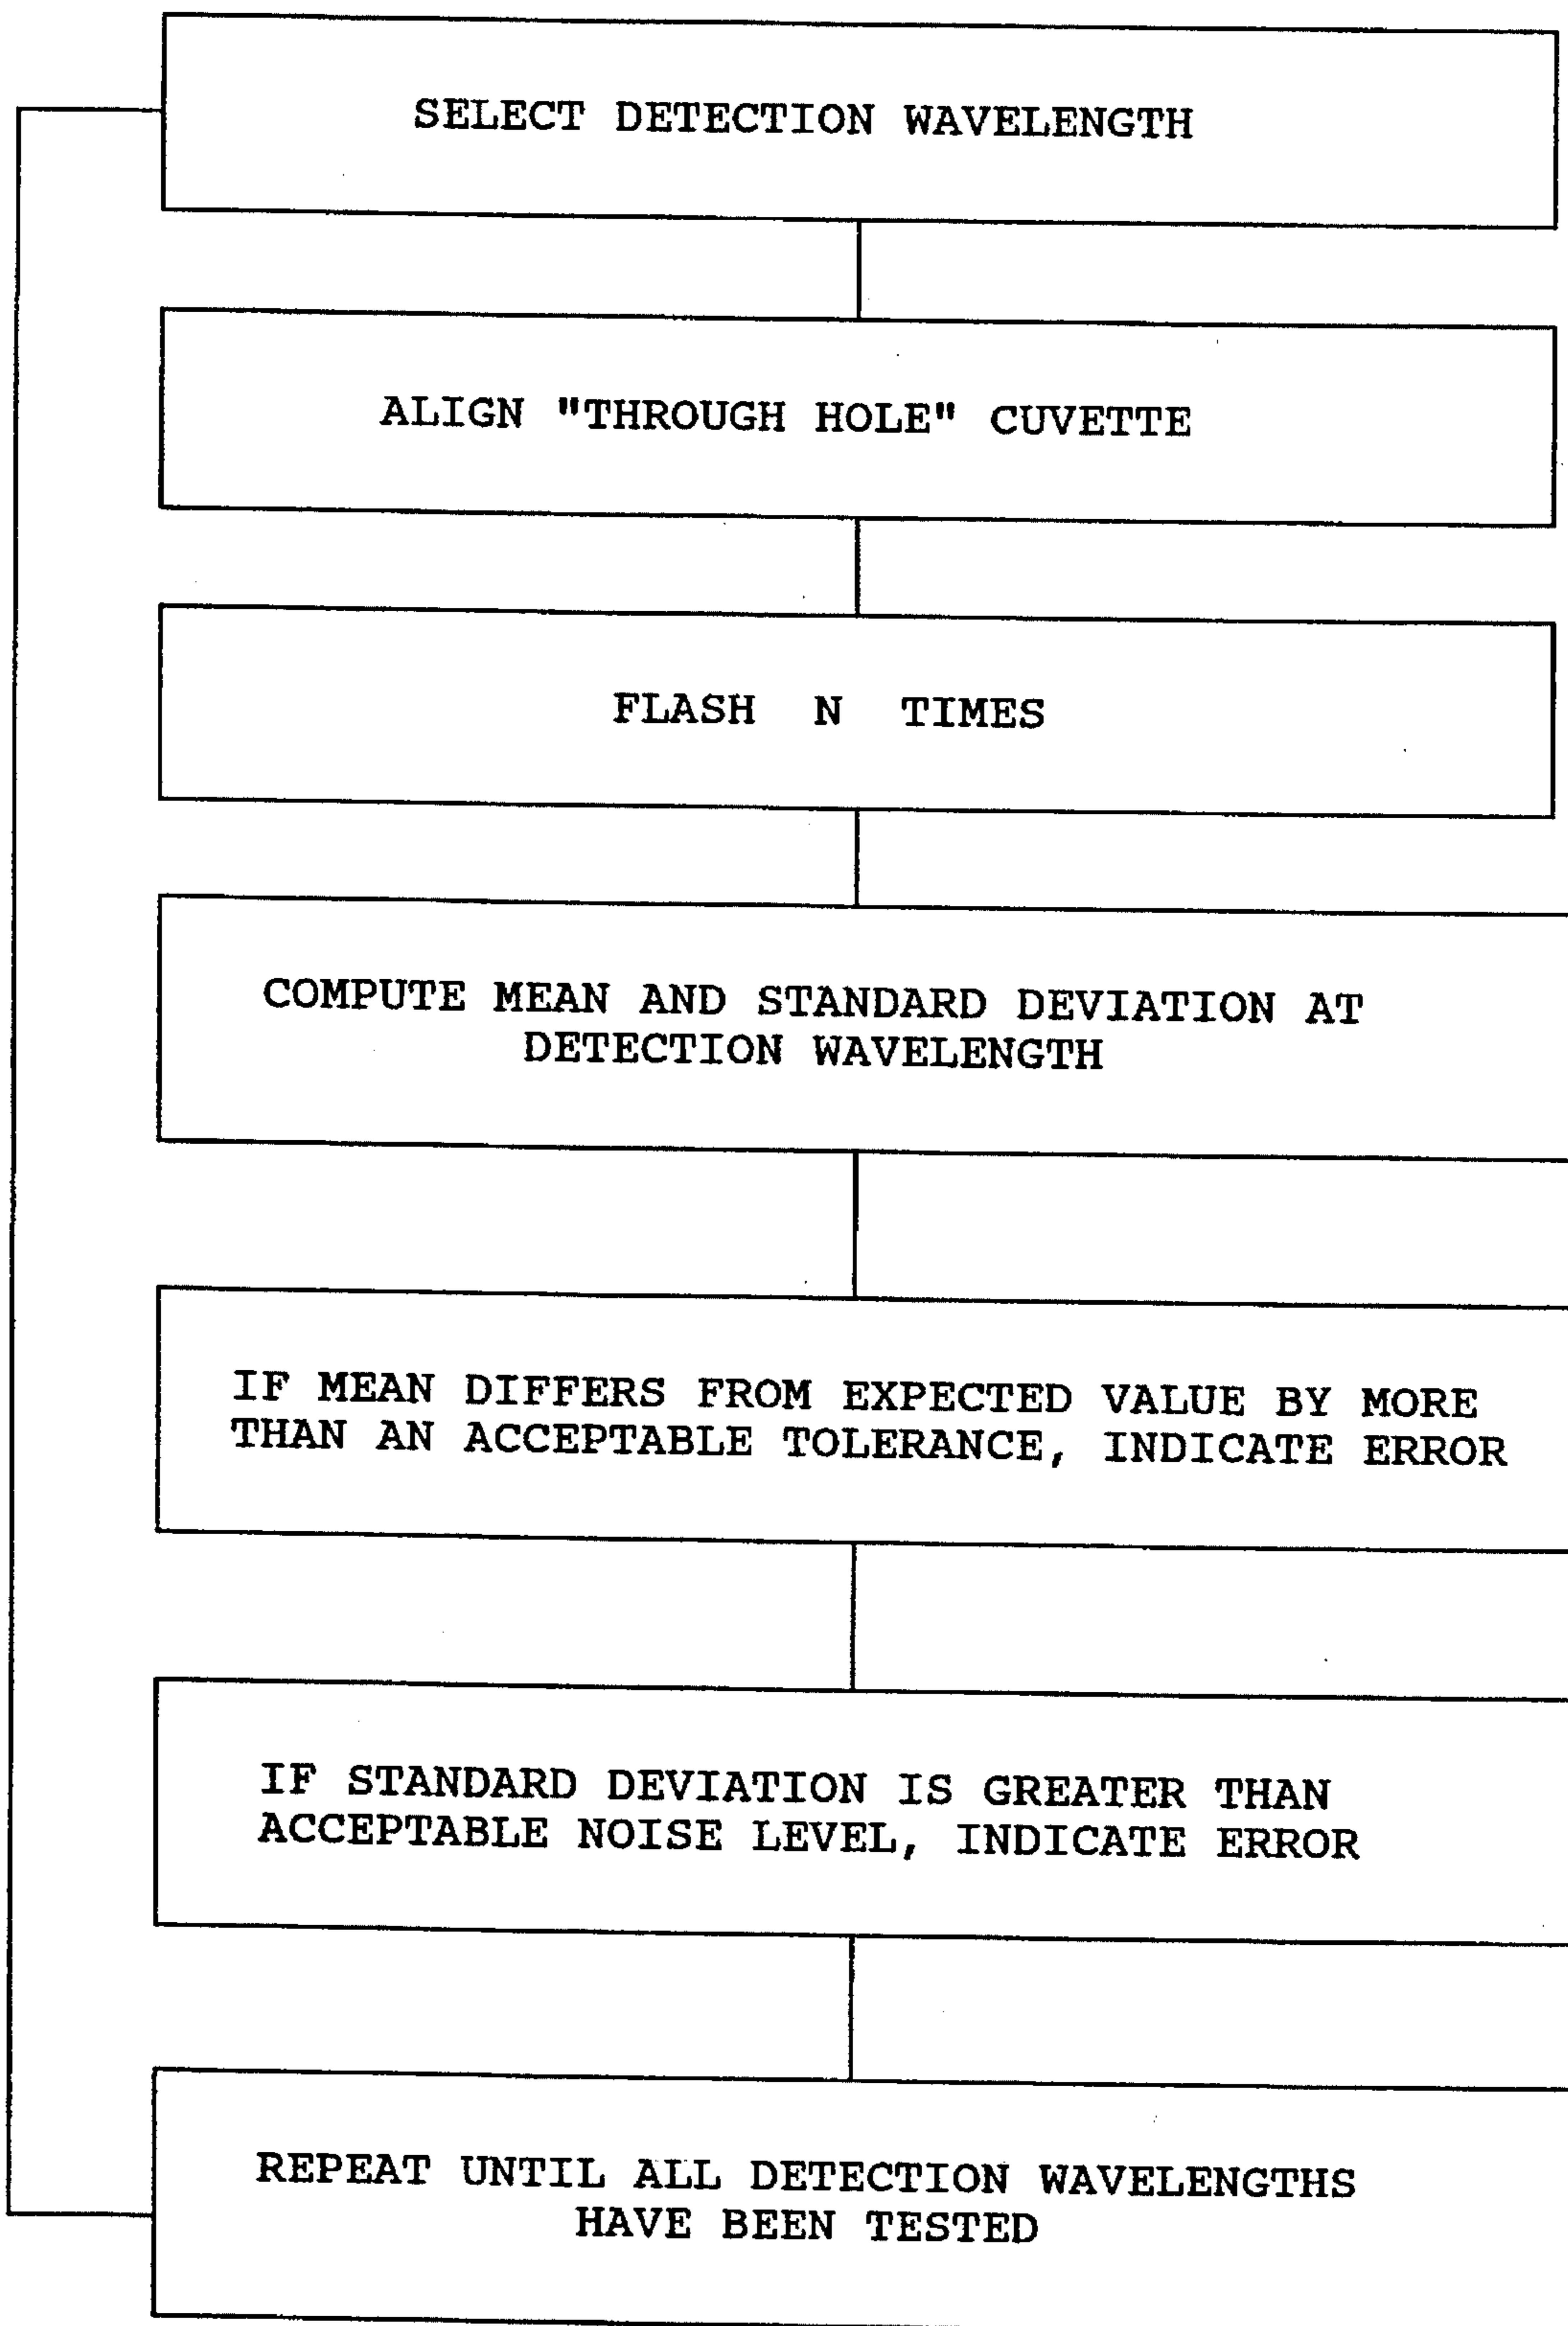 SELECT DETECTION WAVELENGTH
ALIGN "THROUGH HOLE" CUVETTE
FLASH N TIMES
COMPUTE MEAN AND STANDARD DEVIATION AT
DETECTION WAVELENGTH
IF MEAN DIFFERS FROM EXPECTED VALUE BY MORE
THAN AN ACCEPTABLE TOLERANCE, INDICATE ERROR
IF STANDARD DEVIATION IS GREATER THAN
ACCEPTABLE NOISE LEVEL, INDICATE ERROR
REPEAT UNTIL ALL DETECTION WAVELENGTHS
HAVE BEEN TESTED